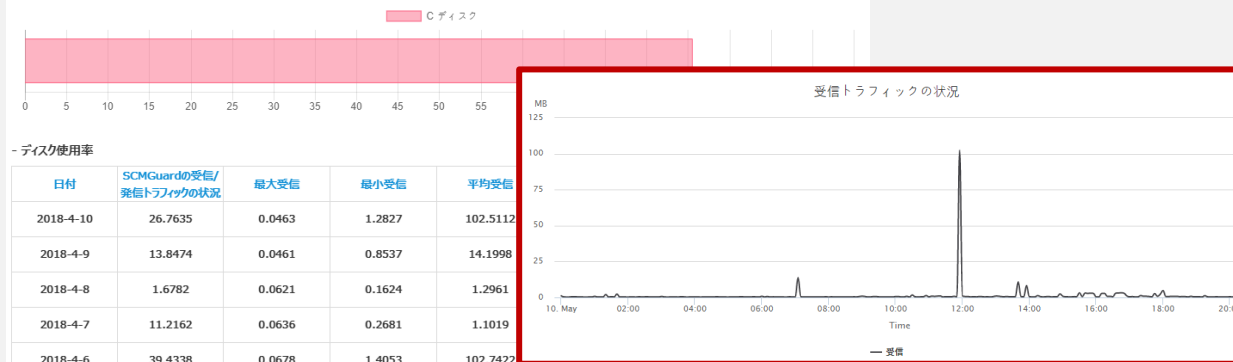 C ディスク
0 5 10 15 20 25 30 35 40 45 50 55
- ディスク使用率
日付 SCMGuardの受信/発信トラフィックの状況 最大受信 最小受信 平均受信
2018-4-10 26.7635 0.0463 1.2827 102.5112
2018-4-9 13.8474 0.0461 0.8537 14.1998
2018-4-8 1.6782 0.0621 0.1624 1.2961
2018-4-7 11.2162 0.0636 0.2681 1.1019
2018-4-6 39.4338 0.0678 1.4053 102.7422
受信トラフィックの状況
MB
125
100
75
50
25
0
10. May 02:00 04:00 06:00 08:00 10:00 12:00 14:00 16:00 18:00 20:0
Time
受信